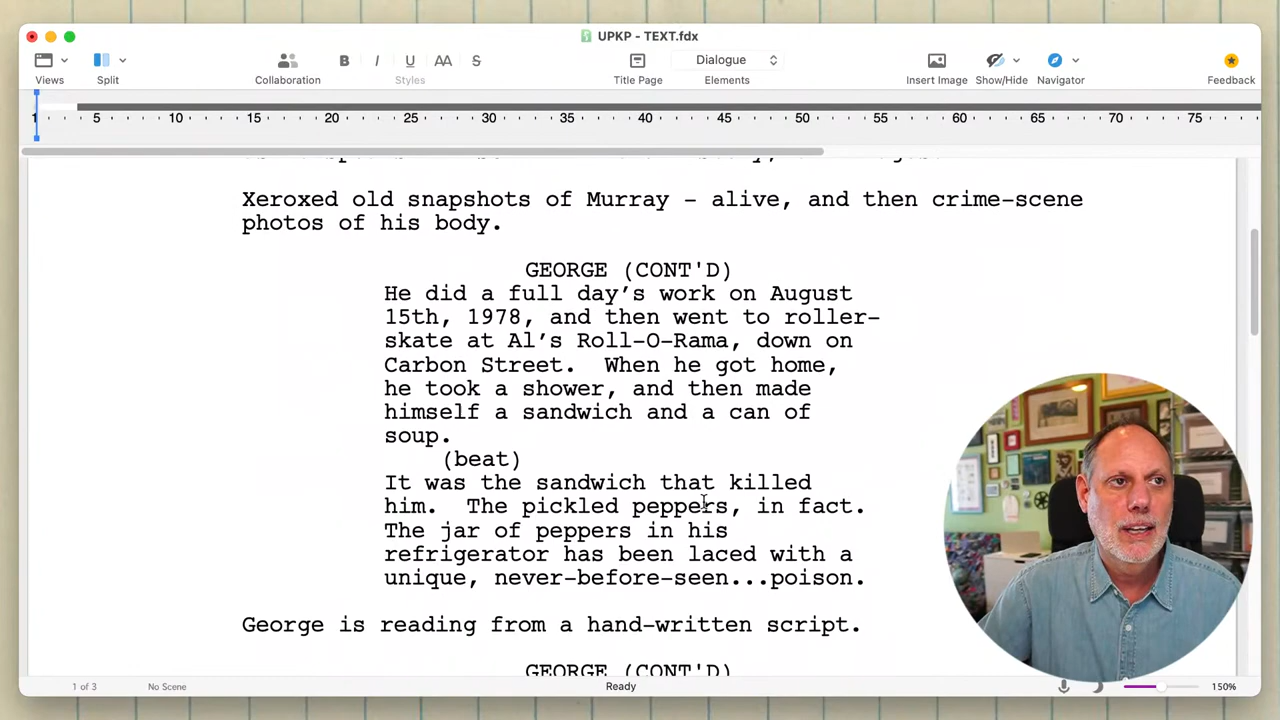 UPKP - TEXT.fdx
Views
Split
Collaboration
B I U AA S
Styles
Title Page
Dialogue
Elements
Insert Image
Show/Hide
Navigator
Feedback
1 5 10 15 20 25 30 35 40 45 50 55 60 65 70 75
Xeroxed old snapshots of Murray - alive, and then crime-scene
photos of his body.
GEORGE (CONT'D)
He did a full day’s work on August
15th, 1978, and then went to roller-
skate at Al’s Roll-O-Rama, down on
Carbon Street.  When he got home,
he took a shower, and then made
himself a sandwich and a can of
soup.
(beat)
It was the sandwich that killed
him.  The pickled peppers, in fact.
The jar of peppers in his
refrigerator has been laced with a
unique, never-before-seen...poison.
George is reading from a hand-written script.
GEORGE (CONT'D)
1 of 3
No Scene
Ready
150%